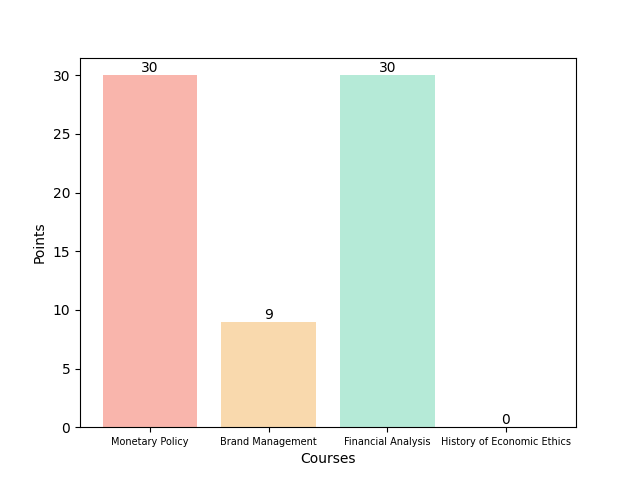 30
30
30
25
20
15
10
5
0
9
0
Points
Monetary Policy
Brand Management
Financial Analysis
History of Economic Ethics
Courses